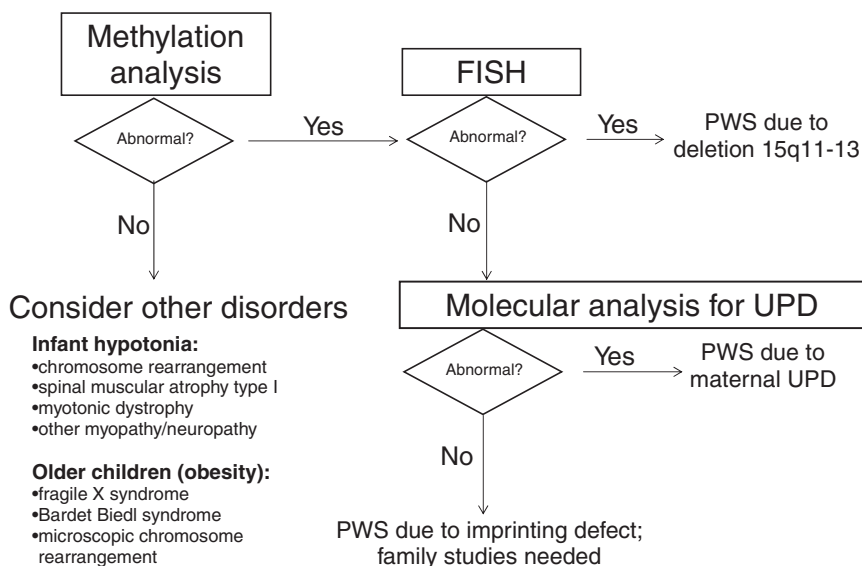 Methylation
analysis
Abnormal?
Yes
No
FISH
Abnormal?
Yes
PWS due to
deletion 15q11-13
No
Consider other disorders
Infant hypotonia:
•chromosome rearrangement
•spinal muscular atrophy type I
•myotonic dystrophy
•other myopathy/neuropathy
Older children (obesity):
•fragile X syndrome
•Bardet Biedl syndrome
•microscopic chromosome
rearrangement
Molecular analysis for UPD
Abnormal?
Yes
PWS due to
maternal UPD
No
PWS due to imprinting defect;
family studies needed